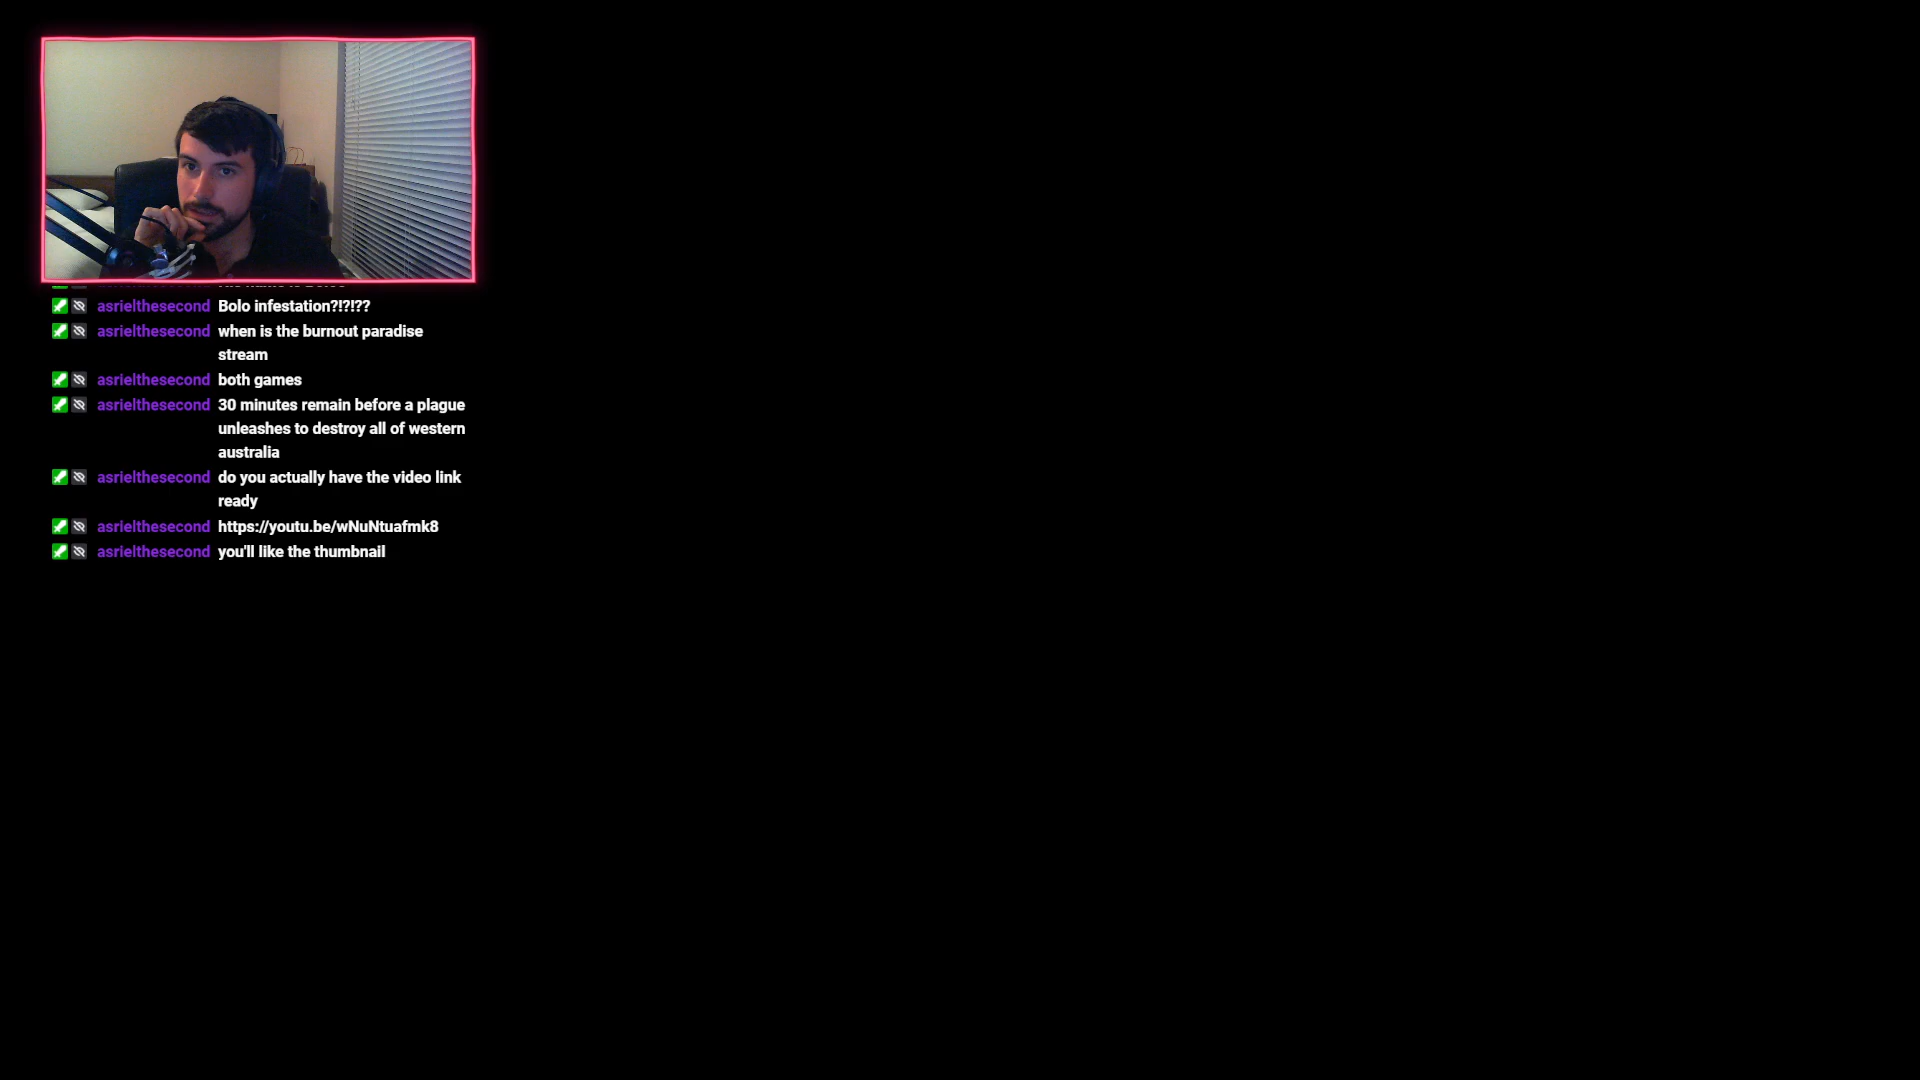 asrielthesecond Bolo infestation?!?!??
asrielthesecond when is the burnout paradise
stream
asrielthesecond both games
asrielthesecond 30 minutes remain before a plague
unleashes to destroy all of western
australia
asrielthesecond do you actually have the video link
ready
asrielthesecond https://youtu.be/wNuNtuafmk8
asrielthesecond you'll like the thumbnail